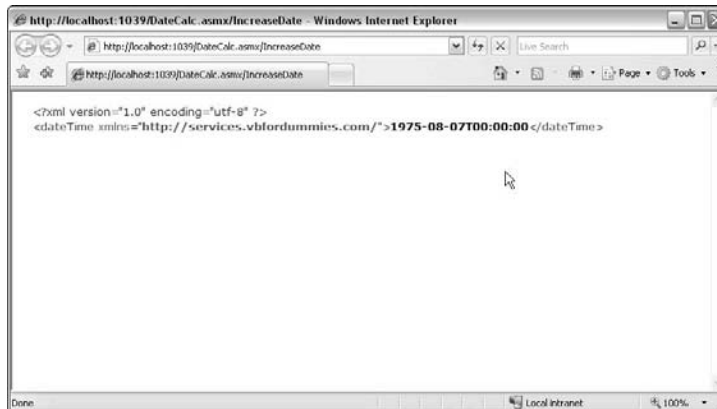 http://localhost:1039/DateCalc.asmx/IncreaseDate - Windows Internet Explorer
http://localhost:1039/DateCalc.asmx/IncreaseDate
Live Search
http://localhost:1039/DateCalc.asmx/IncreaseDate
Page
Tools
<?xml version="1.0" encoding="utf-8" ?>
<dateTime xmlns="http://services.vbfordummies.com/">1975-08-07T00:00:00</dateTime>
Done
Local intranet
100%